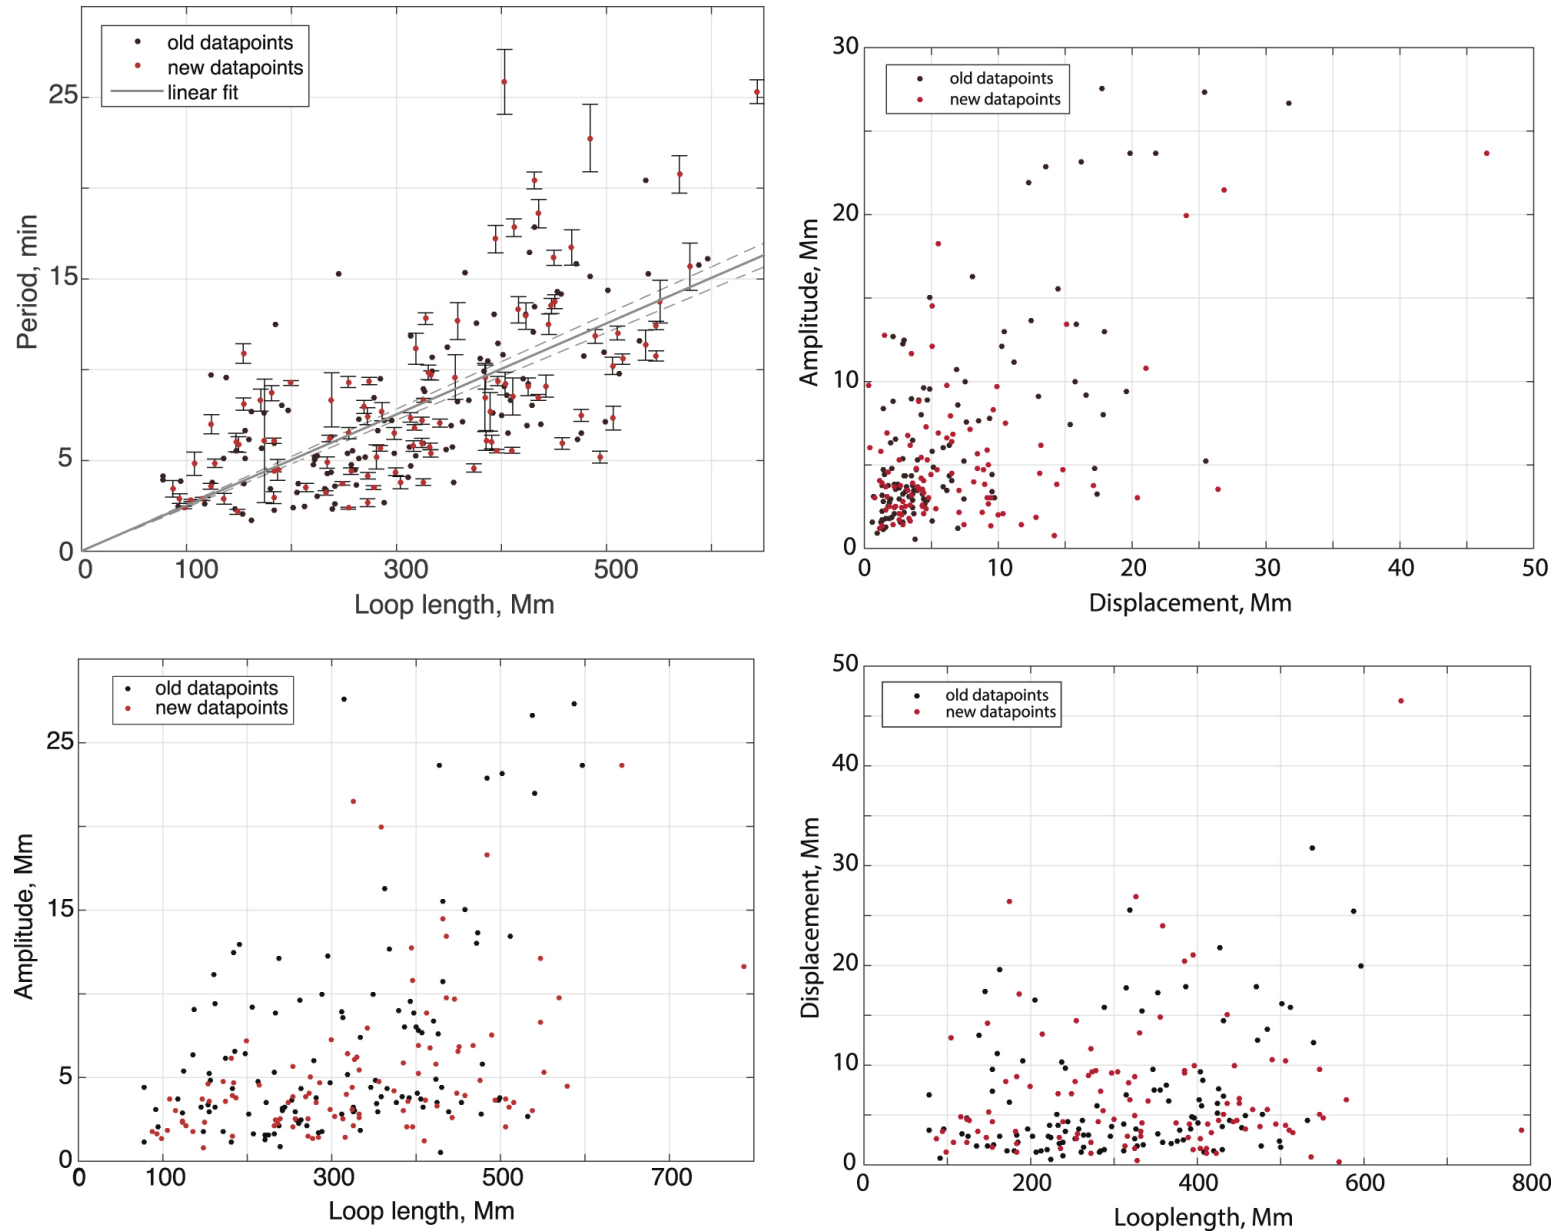 old datapoints
new datapoints
linear fit
25
15
5
0
Period, min
0
100
300
500
Loop length, Mm
old datapoints
new datapoints
30
20
10
0
Amplitude, Mm
0
10
20
30
40
50
Displacement, Mm
old datapoints
new datapoints
25
15
5
0
Amplitude, Mm
0
100
300
500
700
Loop length, Mm
old datapoints
new datapoints
50
40
30
20
10
0
Displacement, Mm
0
200
400
600
800
Looplength, Mm